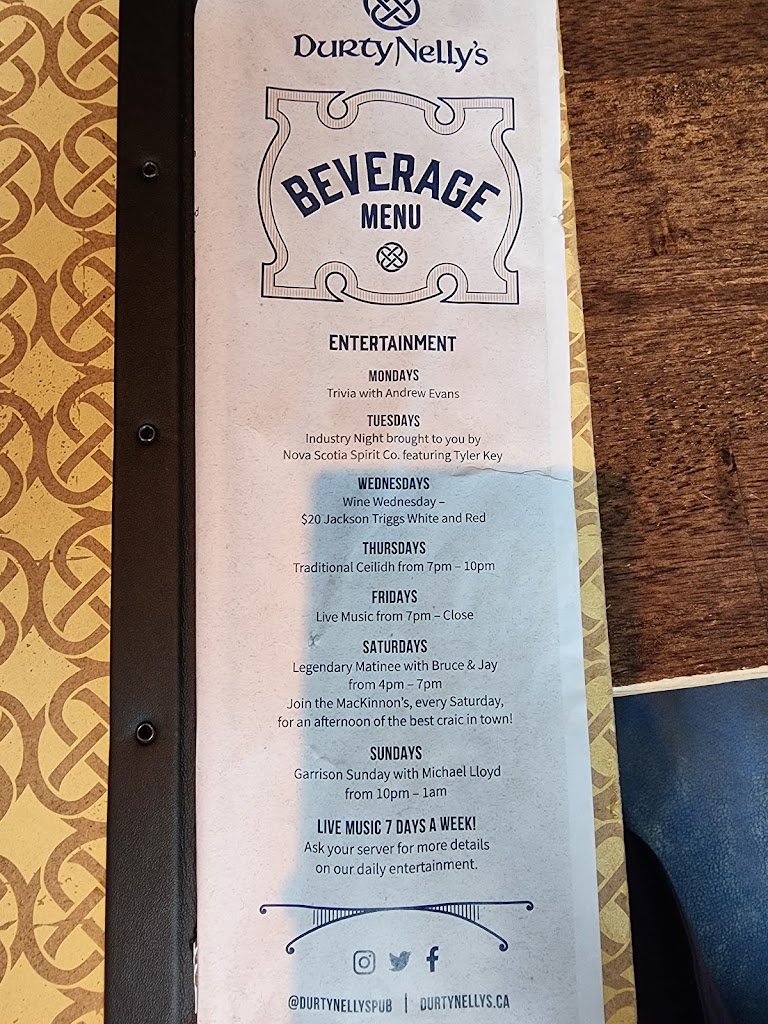 Durty Nelly's
BEVERAGE
MENU
ENTERTAINMENT
MONDAYS
Trivia with Andrew Evans
TUESDAYS
Industry Night brought to you by
Nova Scotia Spirit Co. featuring Tyler Key
WEDNESDAYS
Wine Wednesday –
$20 Jackson Triggs White and Red
THURSDAYS
Traditional Ceilidh from 7pm – 10pm
FRIDAYS
Live Music from 7pm – Close
SATURDAYS
Legendary Matinee with Bruce & Jay
from 4pm – 7pm
Join the MacKinnon's, every Saturday,
for an afternoon of the best craic in town!
SUNDAYS
Garrison Sunday with Michael Lloyd
from 10pm – 1am
LIVE MUSIC 7 DAYS A WEEK!
Ask your server for more details
on our daily entertainment.
@DURTYNELLYSPUB | DURTYNELLYS.CA